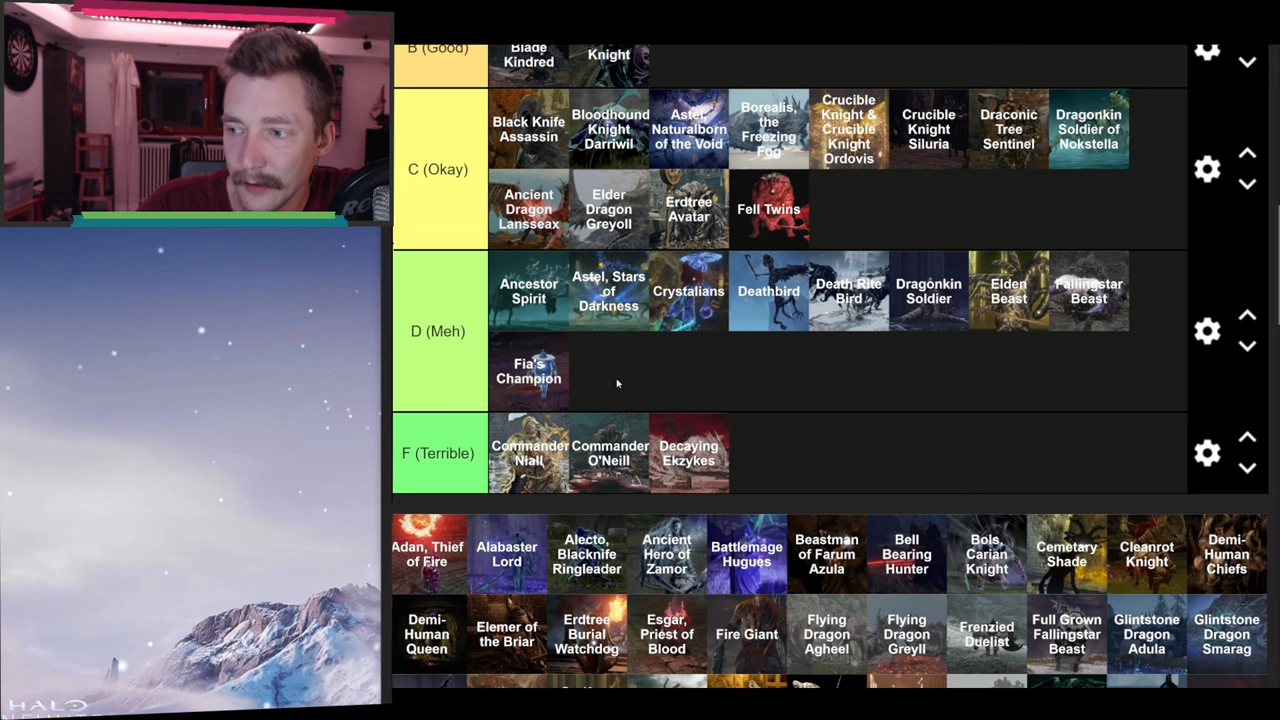 B (Good)
Blade
Kindred
Knight
C (Okay)
Black Knife
Assassin
Bloodhound
Knight
Darriwil
Astel,
Naturalborn
of the Void
Borealis,
the
Freezing
Fog
Crucible
Knight &
Crucible
Knight
Ordovis
Crucible
Knight
Siluria
Draconic
Tree
Sentinel
Dragonkin
Soldier of
Nokstella
Ancient
Dragon
Lansseax
Elder
Dragon
Greyoll
Erdtree
Avatar
Fell Twins
D (Meh)
Ancestor
Spirit
Astel, Stars
of
Darkness
Crystalians
Deathbird
Death Rite
Bird
Dragonkin
Soldier
Elden
Beast
Fallingstar
Beast
Fia's
Champion
F (Terrible)
Commander
Niall
Commander
O'Neill
Decaying
Ekzykes
Adan, Thief
of Fire
Alabaster
Lord
Alecto,
Blacknife
Ringleader
Ancient
Hero of
Zamor
Battlemage
Hugues
Beastman
of Farum
Azula
Bell
Bearing
Hunter
Bols,
Carian
Knight
Cemetary
Shade
Cleanrot
Knight
Demi-
Human
Chiefs
Demi-
Human
Queen
Elemer of
the Briar
Erdtree
Burial
Watchdog
Esgar,
Priest of
Blood
Fire Giant
Flying
Dragon
Agheel
Flying
Dragon
Greyll
Frenzied
Duelist
Full Grown
Fallingstar
Beast
Glintstone
Dragon
Adula
Glintstone
Dragon
Smarag
HALO